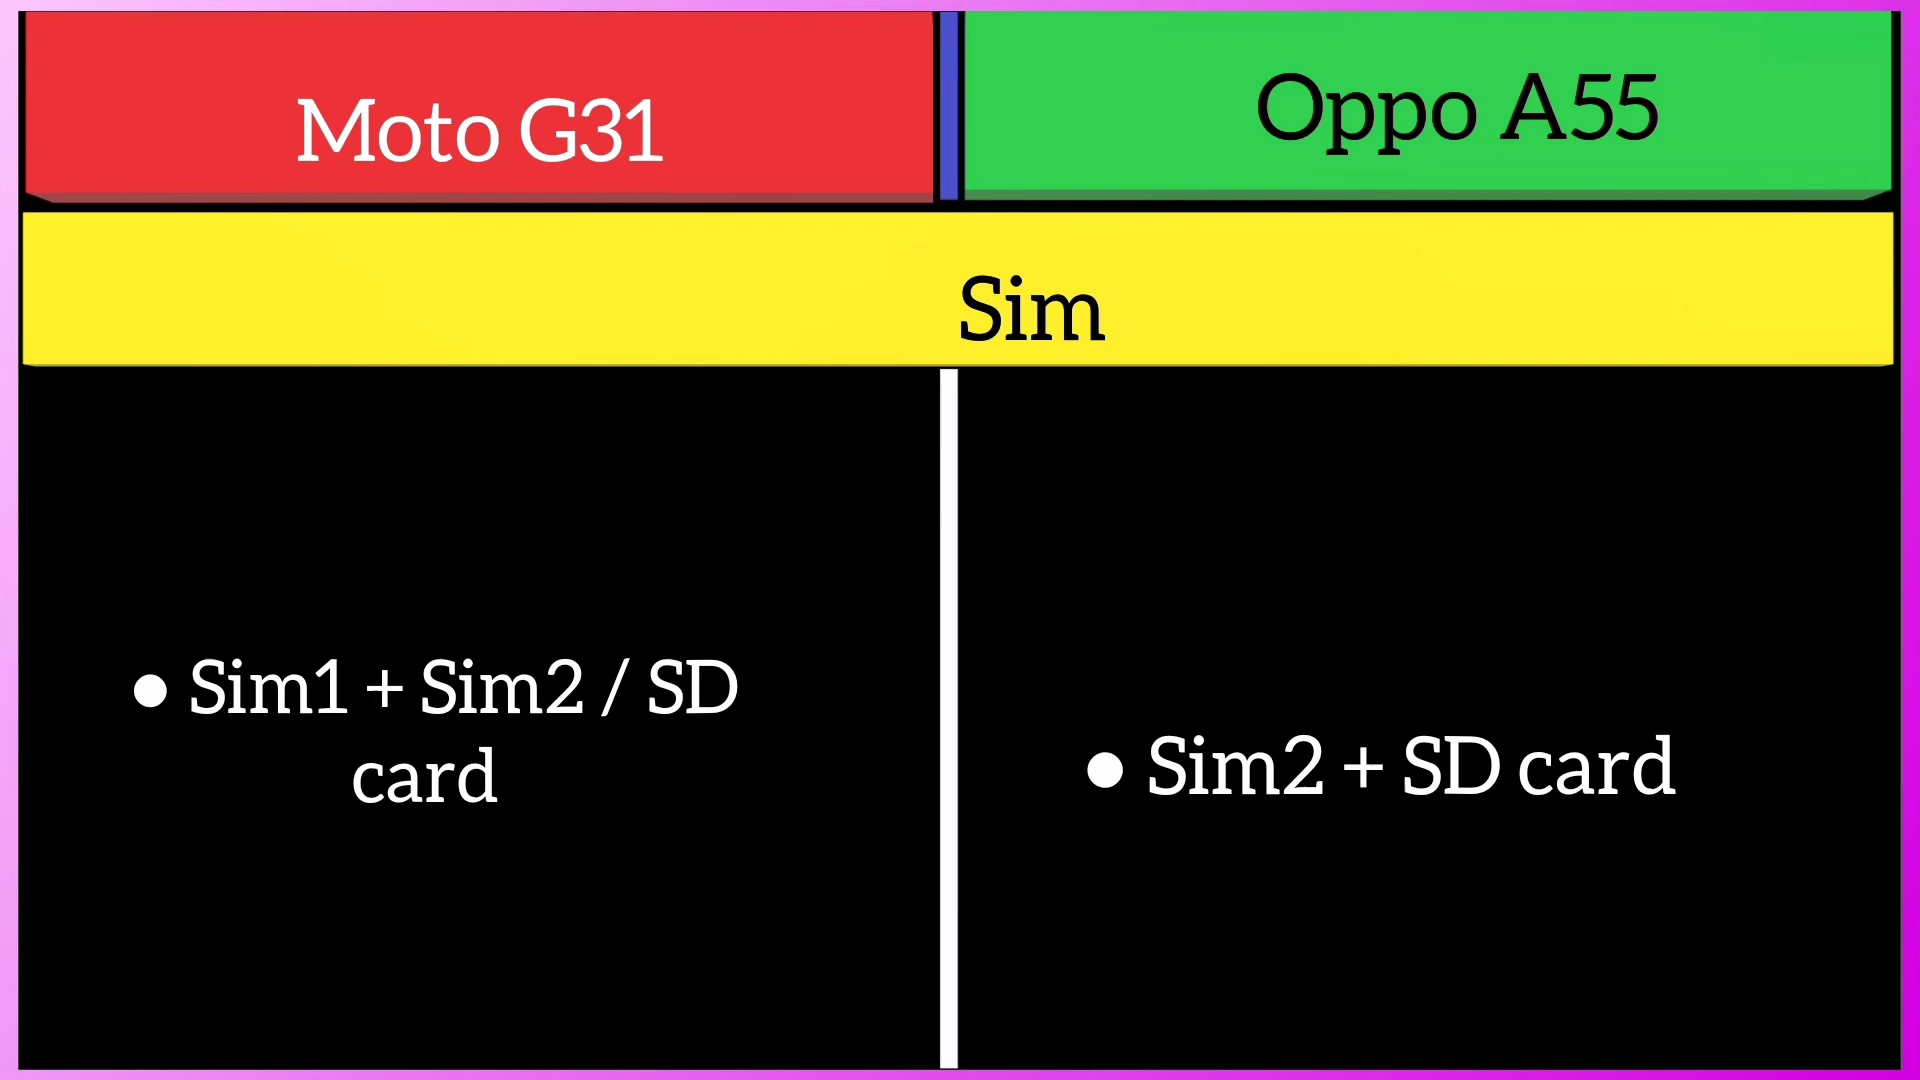 Moto G31
Oppo A55
Sim
● Sim1 + Sim2 / SD
card
● Sim2 + SD card